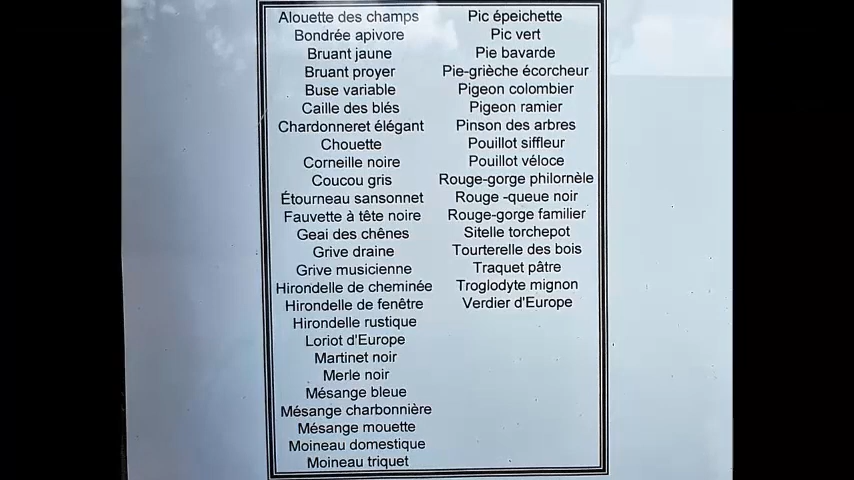 Alouette des champs
Bondrée apivore
Bruant jaune
Bruant proyer
Buse variable
Caille des blés
Chardonneret élégant
Chouette
Corneille noire
Coucou gris
Étourneau sansonnet
Fauvette à tête noire
Geai des chênes
Grive draine
Grive musicienne
Hirondelle de cheminée
Hirondelle de fenêtre
Hirondelle rustique
Loriot d'Europe
Martinet noir
Merle noir
Mésange bleue
Mésange charbonnière
Mésange mouette
Moineau domestique
Moineau triquet
Pic épeichette
Pic vert
Pie bavarde
Pie-grièche écorcheur
Pigeon colombier
Pigeon ramier
Pinson des arbres
Pouillot siffleur
Pouillot véloce
Rouge-gorge philornèle
Rouge -queue noir
Rouge-gorge familier
Sitelle torchepot
Tourterelle des bois
Traquet pâtre
Troglodyte mignon
Verdier d'Europe